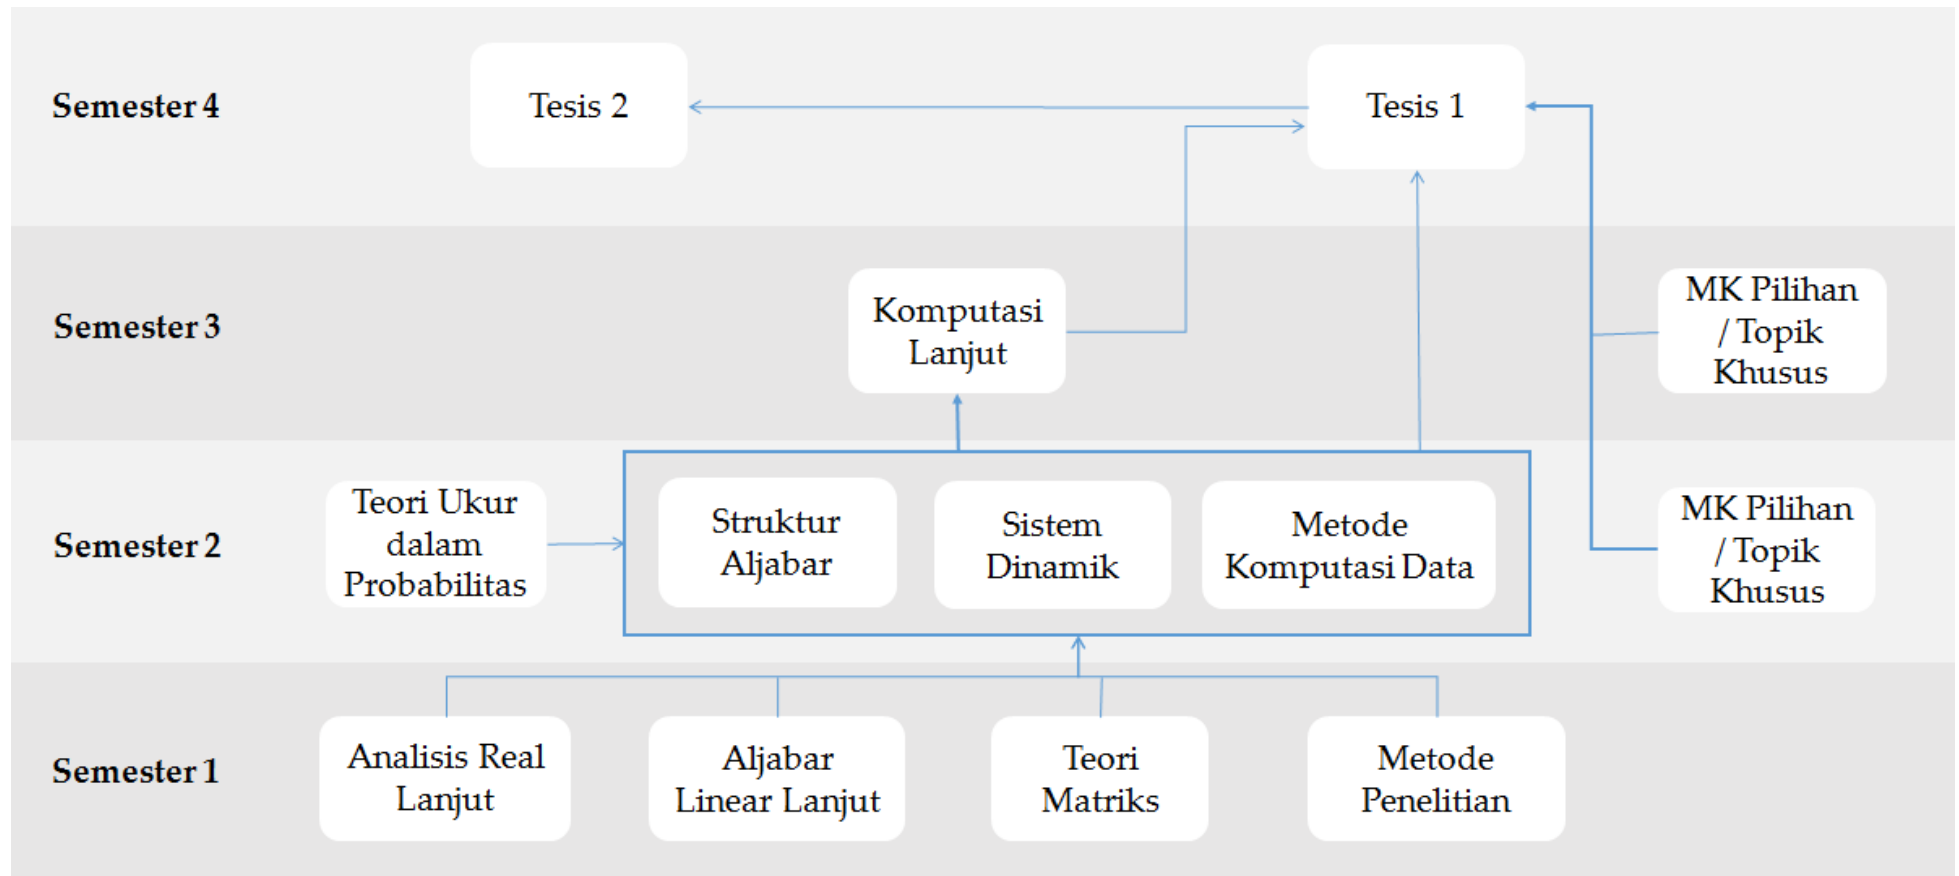 Semester 4
Tesis 2
Tesis 1
Semester 3
Komputasi
Lanjut
MK Pilihan
/ Topik
Khusus
Semester 2
Teori Ukur
dalam
Probabilitas
Struktur
Aljabar
Sistem
Dinamik
Metode
Komputasi Data
MK Pilihan
/ Topik
Khusus
Semester 1
Analisis Real
Lanjut
Aljabar
Linear Lanjut
Teori
Matriks
Metode
Penelitian